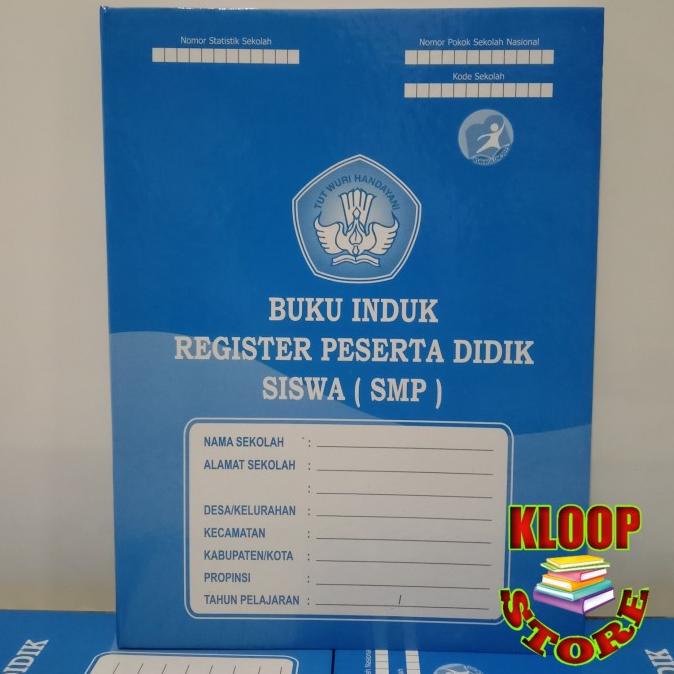 Nomor Statistik Sekolah
Nomor Pokok Sekolah Nasional
Kode Sekolah
TUT WURI HANDAYANI
BUKU INDUK
REGISTER PESERTA DIDIK
SISWA ( SMP )
NAMA SEKOLAH :
ALAMAT SEKOLAH :
:
DESA/KELURAHAN :
KECAMATAN :
KABUPATEN/KOTA :
PROPINSI :
TAHUN PELAJARAN : /
KLOOP
STORE
DIDIK